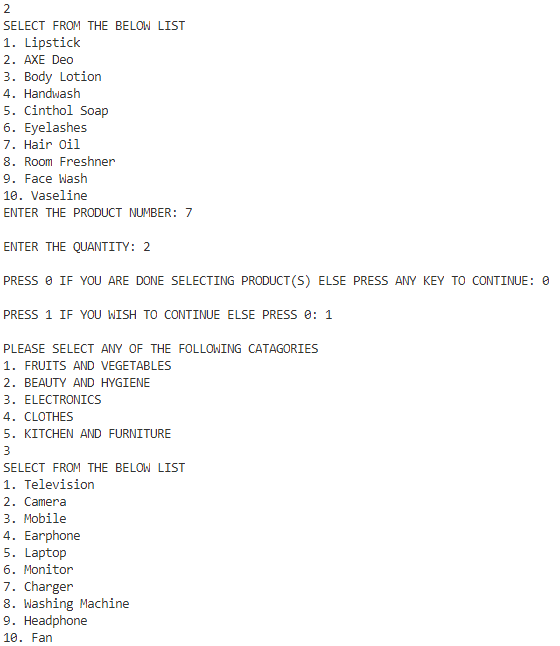 2
SELECT FROM THE BELOW LIST
1. Lipstick
2. AXE Deo
3. Body Lotion
4. Handwash
5. Cinthol Soap
6. Eyelashes
7. Hair Oil
8. Room Freshner
9. Face Wash
10. Vaseline
ENTER THE PRODUCT NUMBER: 7
ENTER THE QUANTITY: 2
PRESS 0 IF YOU ARE DONE SELECTING PRODUCT(S) ELSE PRESS ANY KEY TO CONTINUE: 0
PRESS 1 IF YOU WISH TO CONTINUE ELSE PRESS 0: 1
PLEASE SELECT ANY OF THE FOLLOWING CATAGORIES
1. FRUITS AND VEGETABLES
2. BEAUTY AND HYGIENE
3. ELECTRONICS
4. CLOTHES
5. KITCHEN AND FURNITURE
3
SELECT FROM THE BELOW LIST
1. Television
2. Camera
3. Mobile
4. Earphone
5. Laptop
6. Monitor
7. Charger
8. Washing Machine
9. Headphone
10. Fan